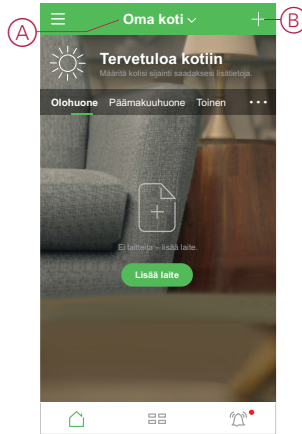 A
Oma koti
B
Tervetuloa kotiin
Määritä kotisi sijainti saadaksesi lisätietoja.
Olohuone Päämakuuhuone Toinen
Ei laitteita – lisää laite.
Lisää laite